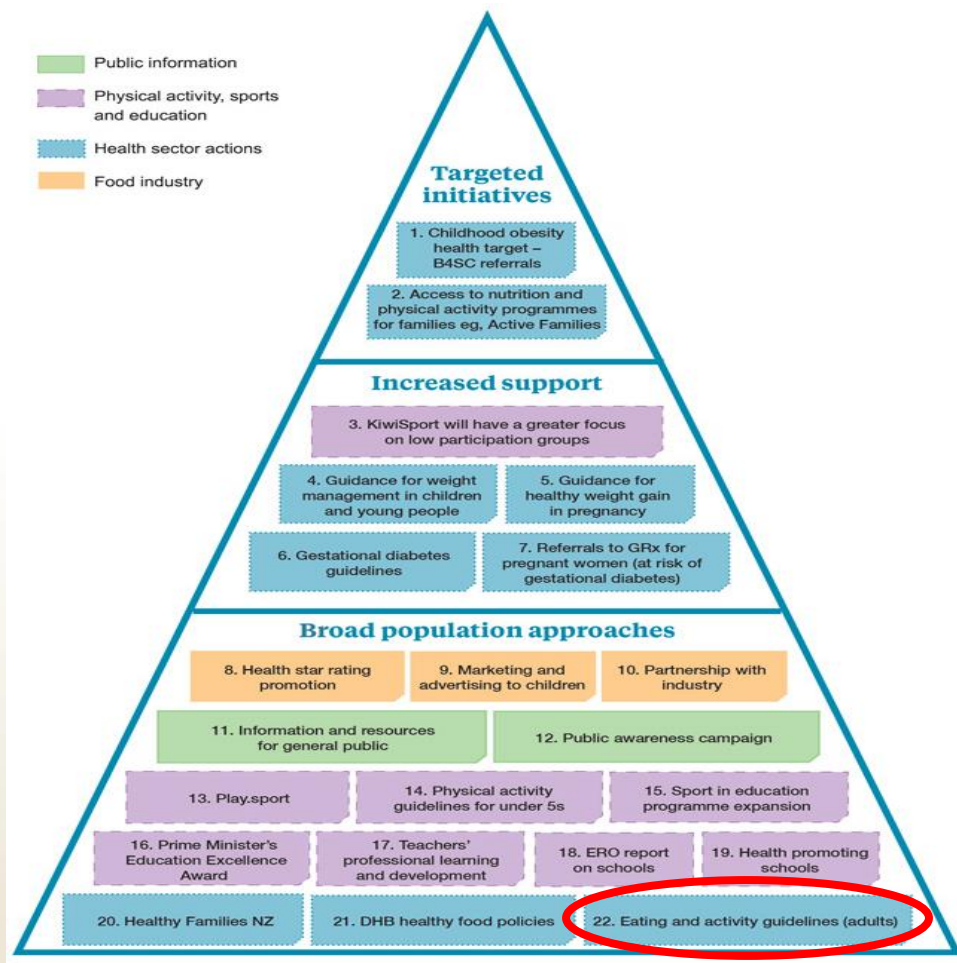 Public information
Physical activity, sports
and education
Health sector actions
Food industry
Targeted
initiatives
1. Childhood obesity
health target –
B4SC referrals
2. Access to nutrition and
physical activity programmes
for families eg, Active Families
Increased support
3. KiwiSport will have a greater focus
on low participation groups
4. Guidance for weight
management in children
and young people
5. Guidance for
healthy weight gain
in pregnancy
6. Gestational diabetes
guidelines
7. Referrals to GRx for
pregnant women (at risk of
gestational diabetes)
Broad population approaches
8. Health star rating
promotion
9. Marketing and
advertising to children
10. Partnership with
industry
11. Information and resources
for general public
12. Public awareness campaign
13. Play.sport
14. Physical activity
guidelines for under 5s
15. Sport in education
programme expansion
16. Prime Minister's
Education Excellence
Award
17. Teachers'
professional learning
and development
18. ERO report
on schools
19. Health promoting
schools
20. Healthy Families NZ
21. DHB healthy food policies
22. Eating and activity guidelines (adults)